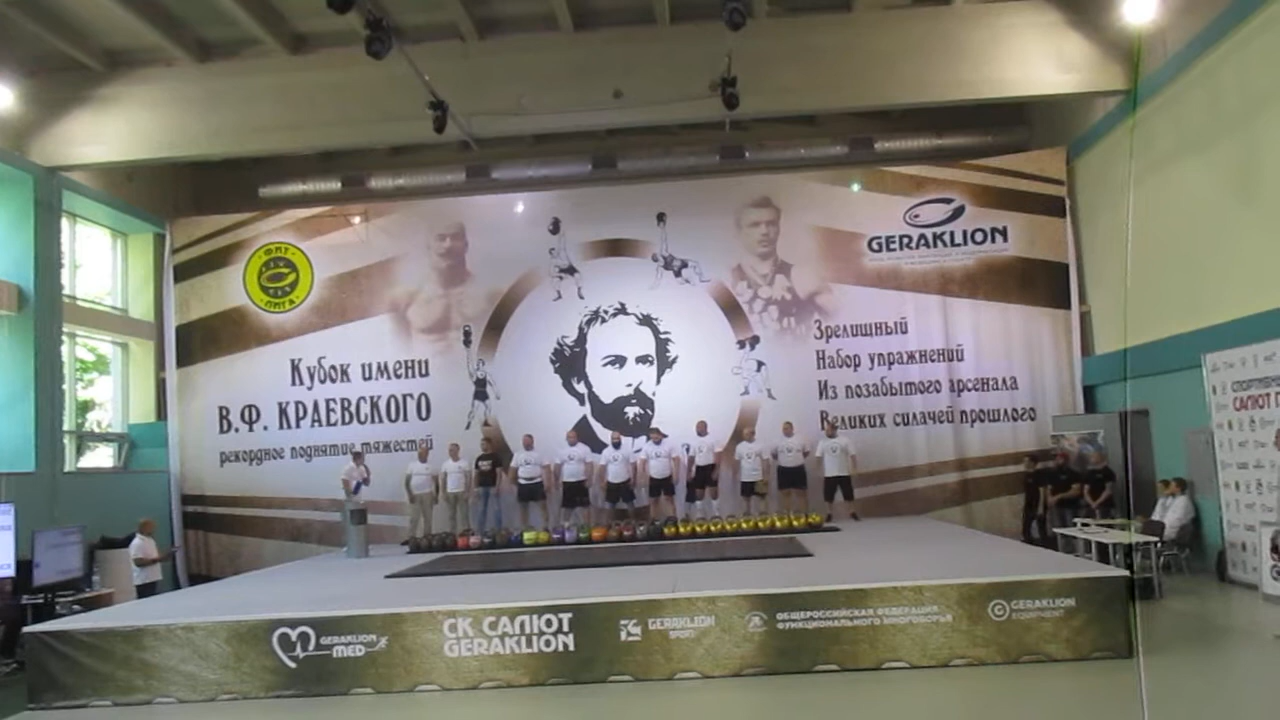 ФИТ
ЛИГА
GERAKLION
Кубок имени
В.Ф. КРАЕВСКОГО
рекордное поднятие тяжестей
Зрелищный
Набор упражнений
Из позабытого арсенала
Великих силачей прошлого
САЛЮТ
GERAKLION
MED
СК САЛЮТ
GERAKLION
GERAKLION
SPORT
ОБЩЕРОССИЙСКАЯ ФЕДЕРАЦИЯ
ФУНКЦИОНАЛЬНОГО МНОГОБОРЬЯ
GERAKLION
EQUIPMENT